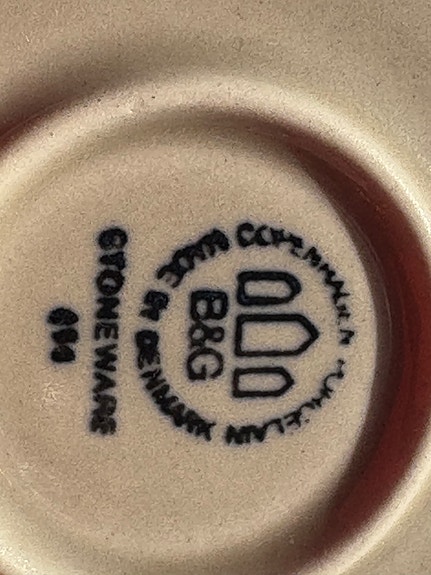 COPENHAGEN PORCELAIN
B&G
MADE IN DENMARK
STONEWARE